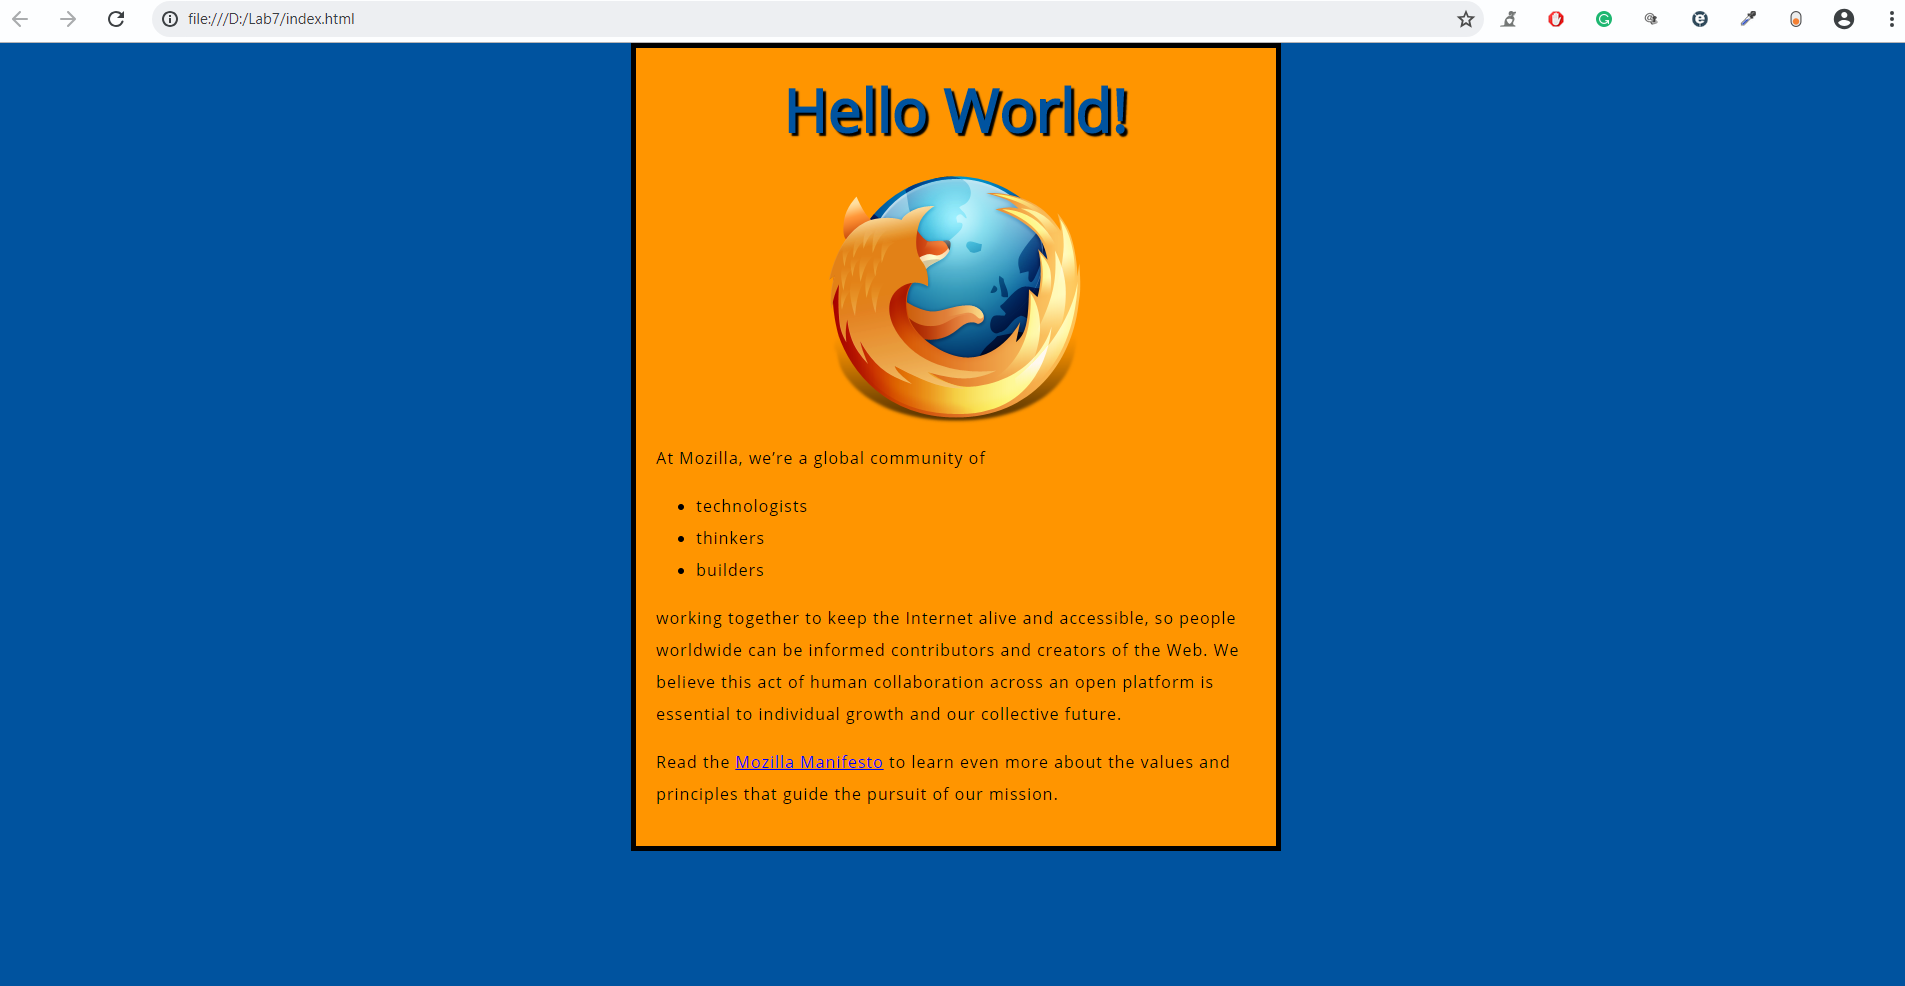 file:///D:/Lab7/index.html
Hello World!
At Mozilla, we’re a global community of
technologists
thinkers
builders
working together to keep the Internet alive and accessible, so people
worldwide can be informed contributors and creators of the Web. We
believe this act of human collaboration across an open platform is
essential to individual growth and our collective future.
Read the Mozilla Manifesto to learn even more about the values and
principles that guide the pursuit of our mission.